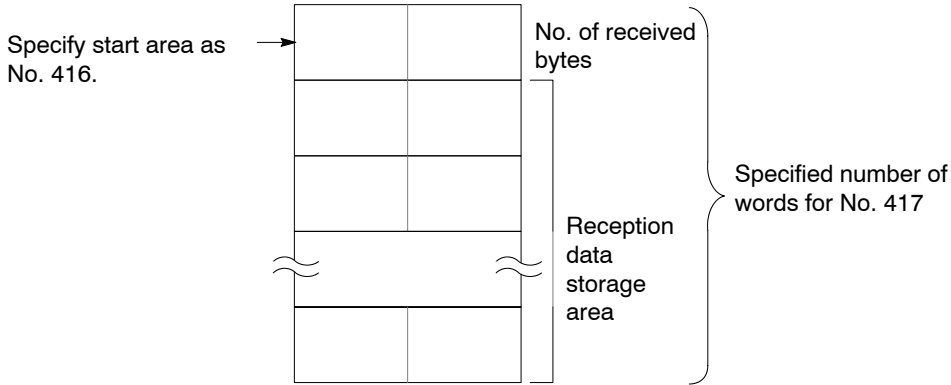 Specify start area as
No. 416.
No. of received
bytes
Reception
data
storage
area
Specified number of
words for No. 417